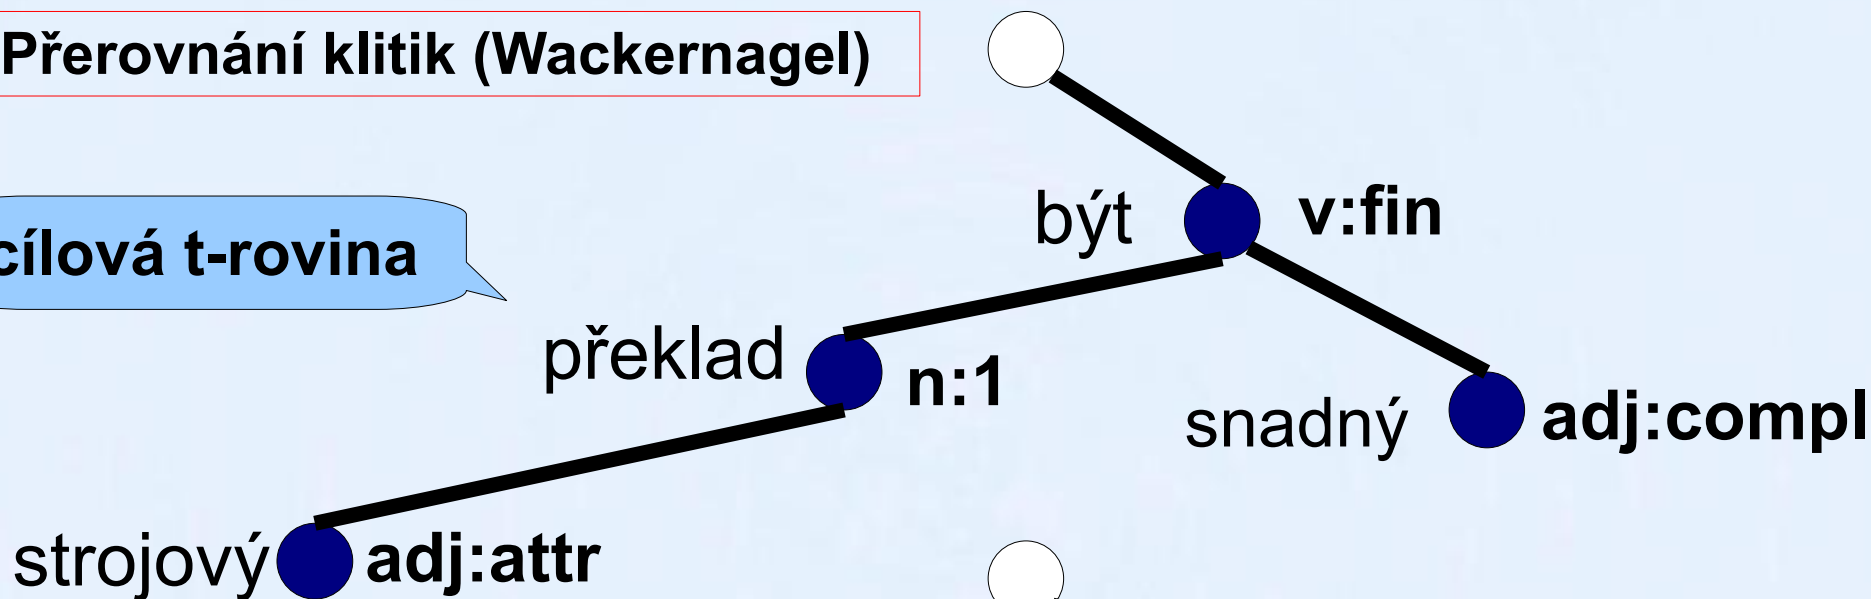 Přerovnání klitik (Wackernagel)
být v:fin
cílová t-rovina
překlad n:1
snadný adj:compl
strojový adj:attr